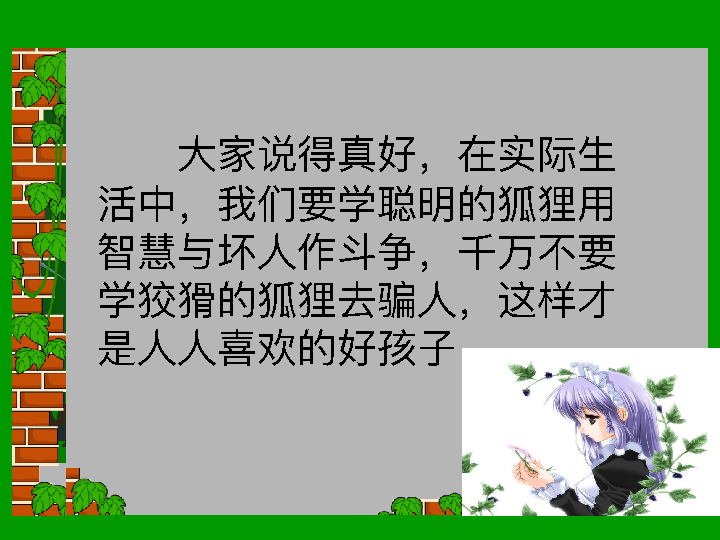 大家说得真好，在实际生
活中，我们要学聪明的狐狸用
智慧与坏人作斗争，千万不要
学狡猾的狐狸去骗人，这样才
是人人喜欢的好孩子